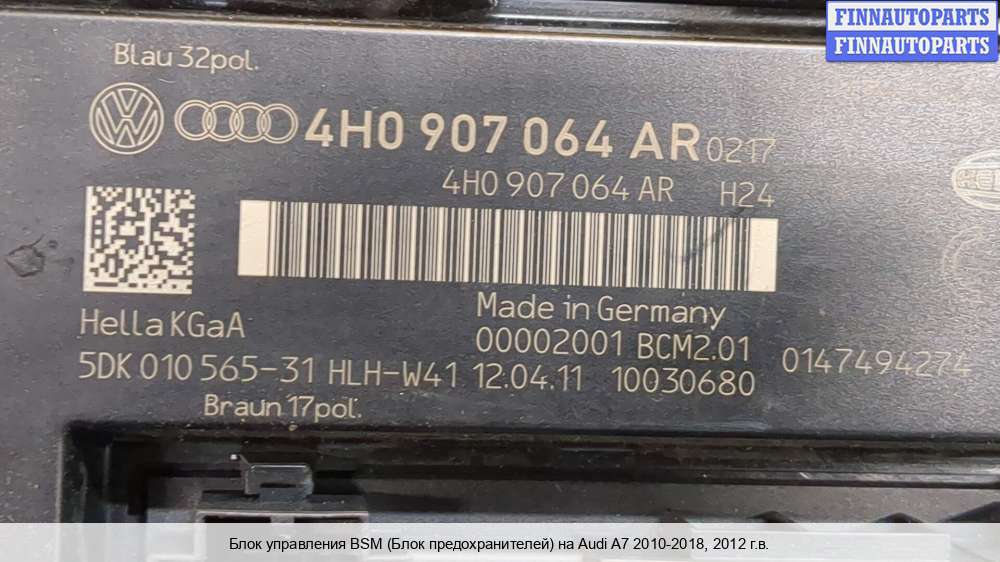 FINNAUTOPARTS
FINNAUTOPARTS
Blau 32pol.
4H0 907 064 AR 0217
4H0 907 064 AR H24
Hella KGaA
Made in Germany
00002001 BCM2.01
0147494274
5DK 010 565-31 HLH-W41 12.04.11 10030680
Braun 17pol.
Блок управления BSM (Блок предохранителей) на Audi A7 2010-2018, 2012 г.в.